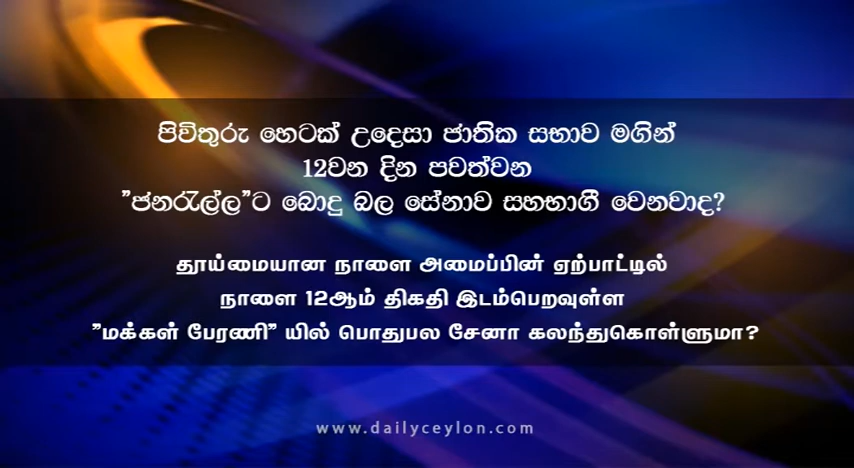 පිවිතුරු හෙටක් උදෙසා ජාතික සභාව මගින්
12වන දින පවත්වන
”ජනරැල්ල”ට බොදු බල සේනාව සහභාගී වෙනවාද?
தூய்மையான நாளை அமைப்பின் ஏற்பாட்டில்
நாளை 12ஆம் திகதி இடம்பெறவுள்ள
”மக்கள் பேரணி” யில் பொதுபல சேனா கலந்துகொள்ளுமா?
www.dailyceylon.com